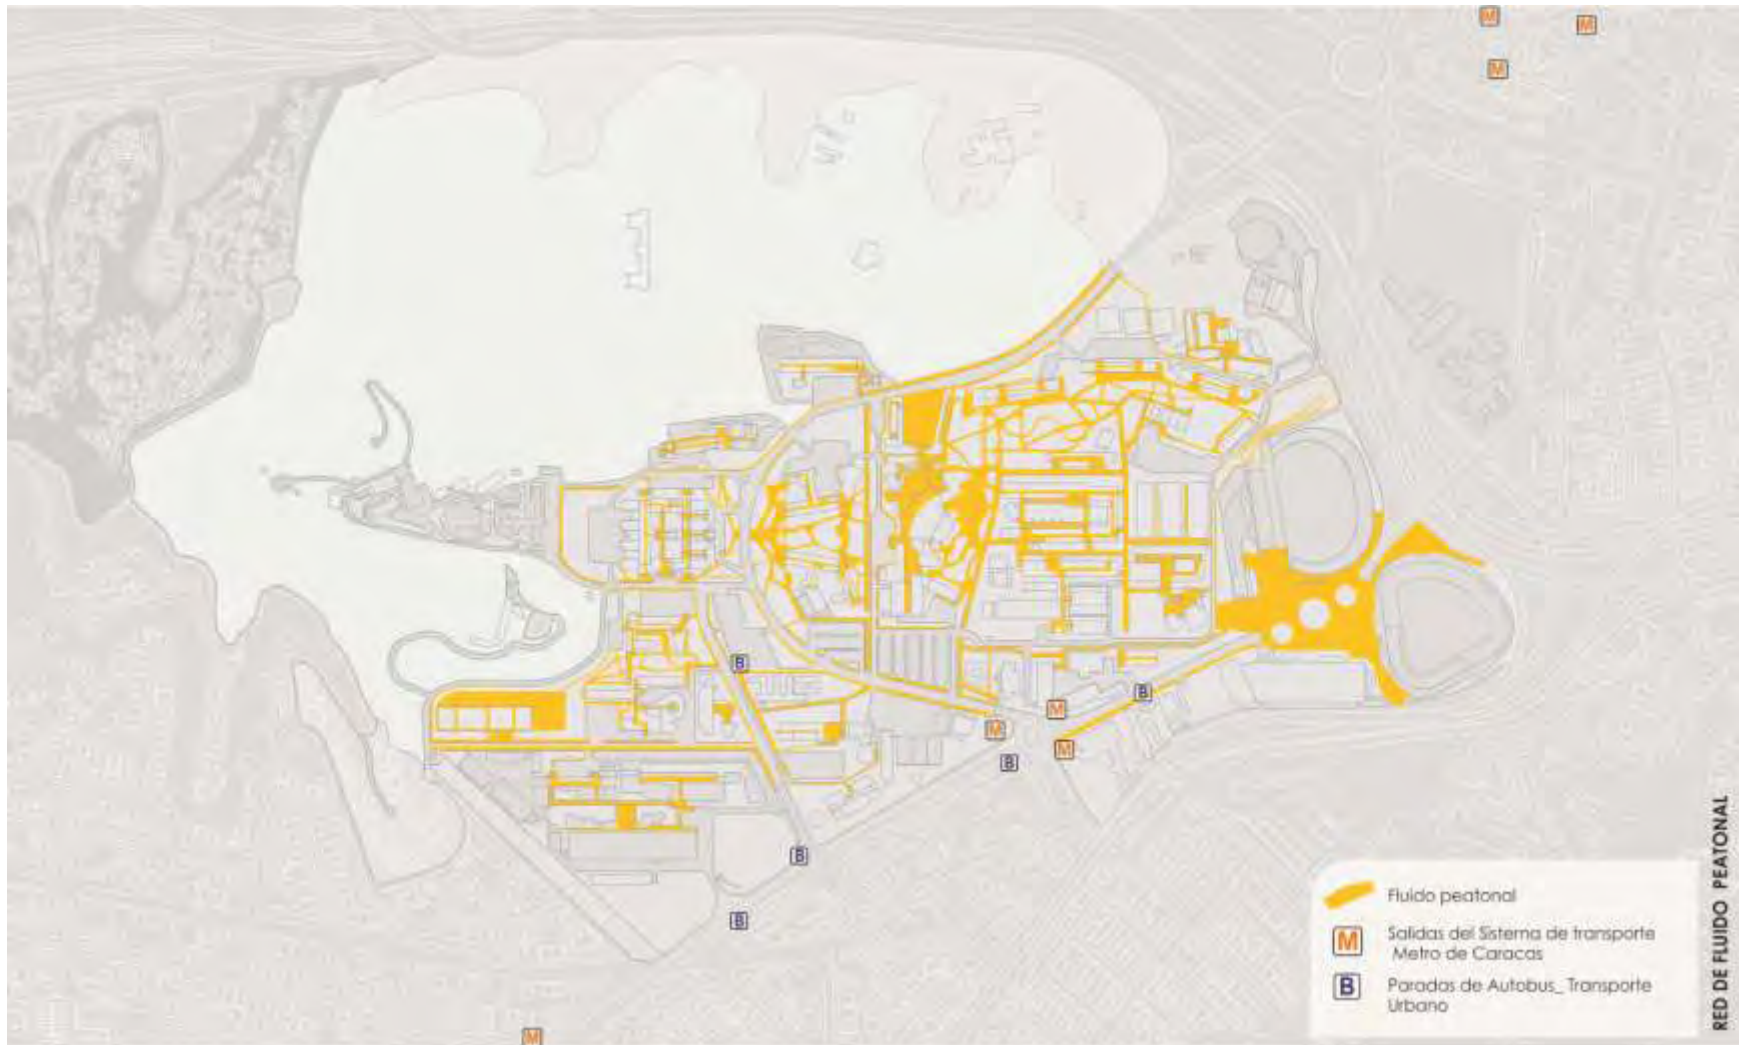 M
M
M
B
B
M
M
M
B
B
B
M
Fluido peatonal
M Salidas del Sistema de transporte
Metro de Caracas
B Paradas de Autobus_ Transporte
Urbano
RED DE FLUIDO PEATONAL